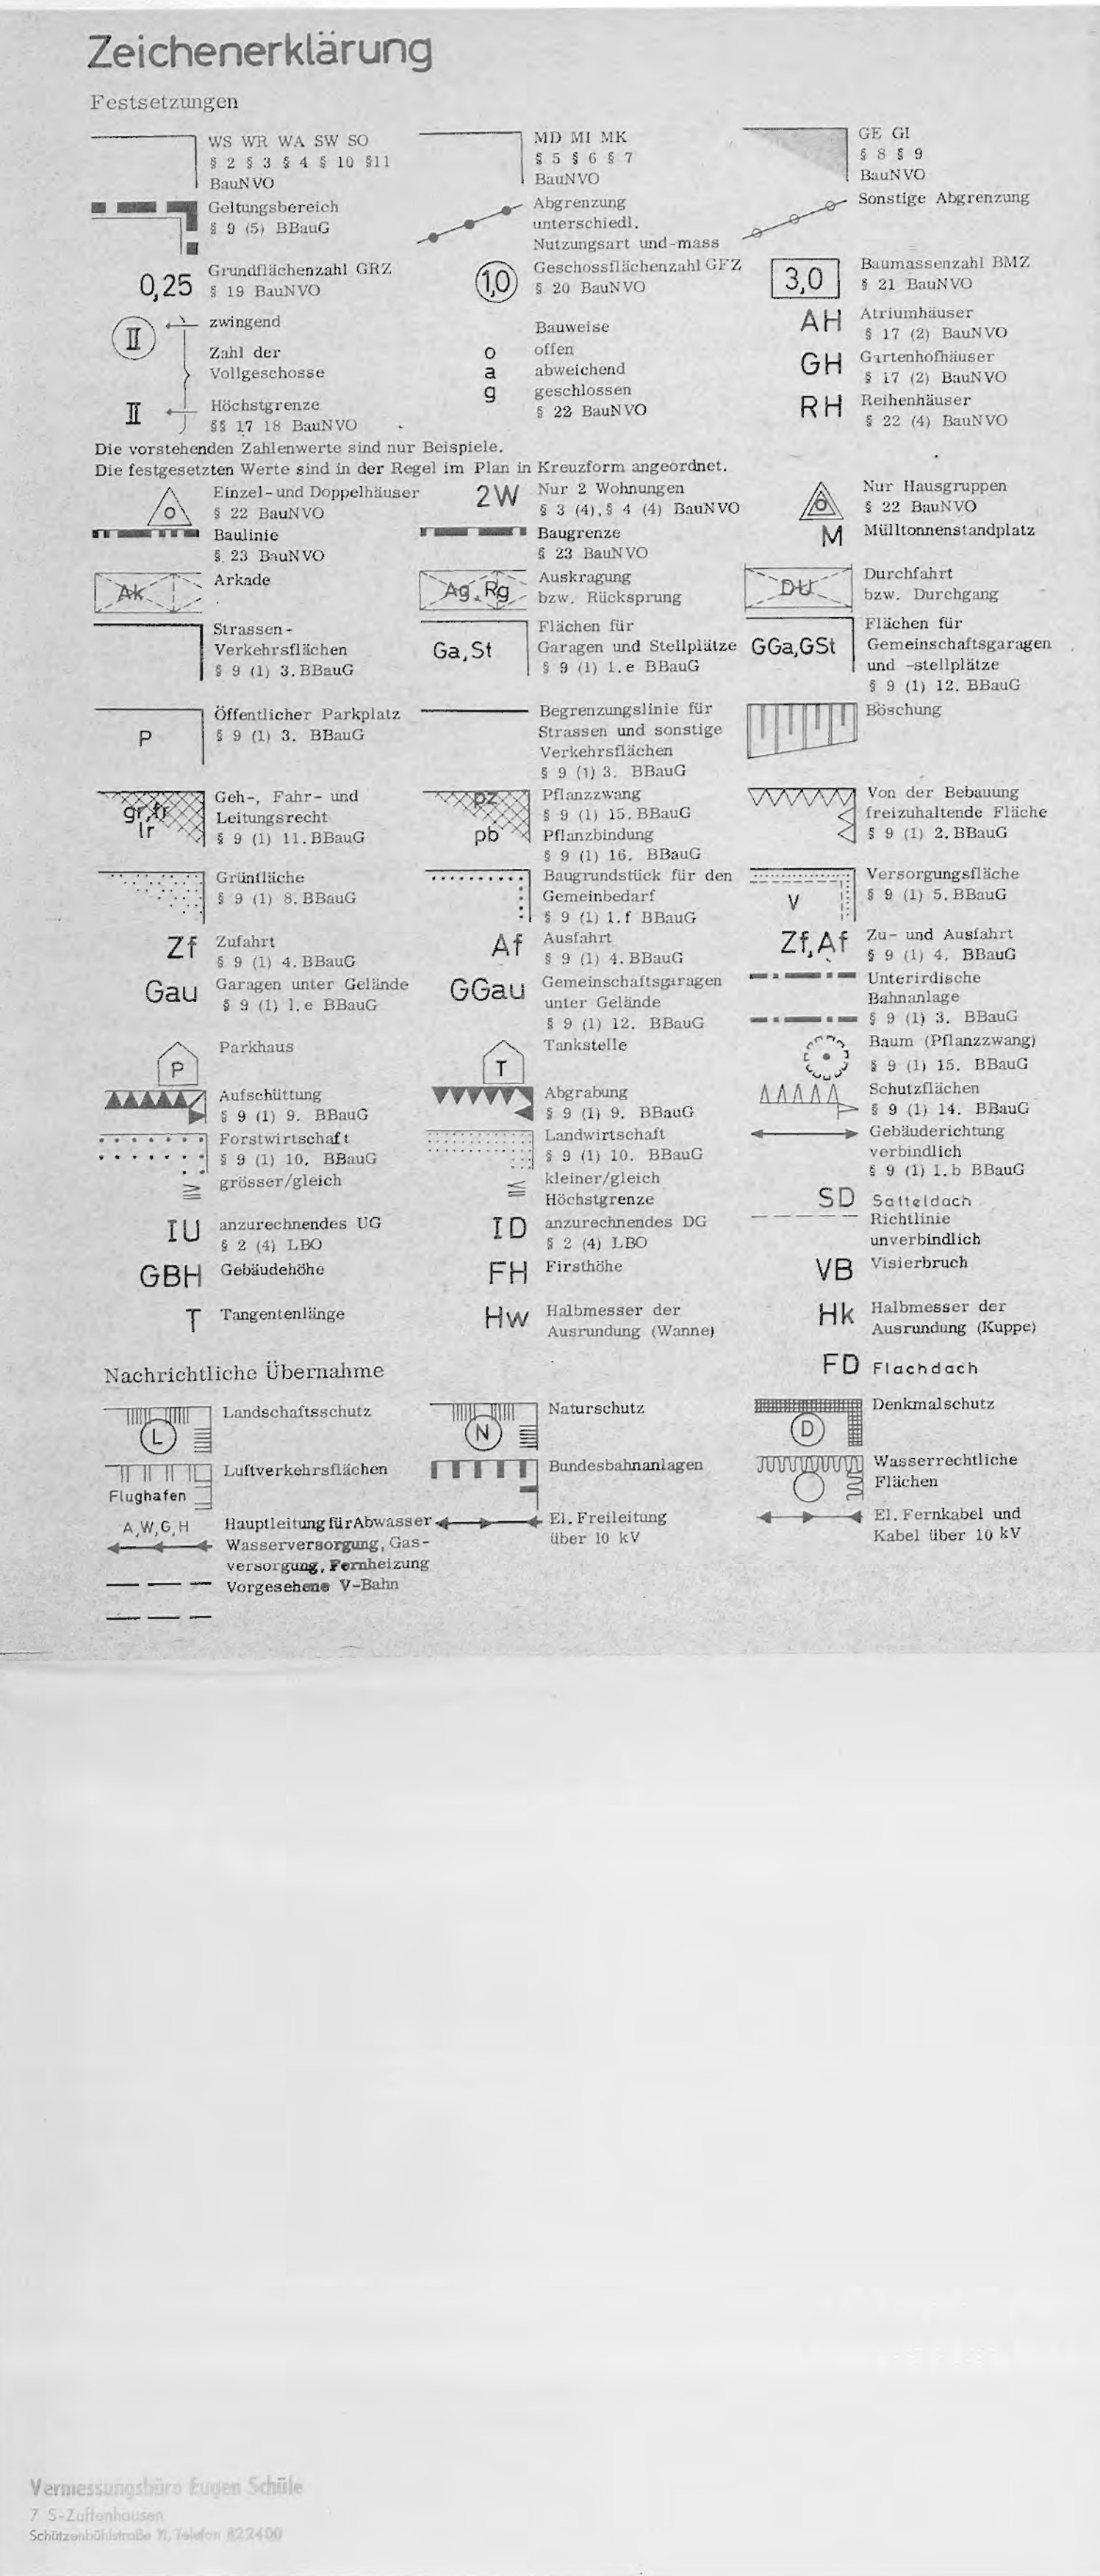 Zeichenerklärung
Festsetzungen
WS WR WA SW SO
§ 2 § 3 § 4 § 10 §11
BauNVO
MD MI MK
§ 5 § 6 § 7
BauNVO
GE GI
§ 8 § 9
BauNVO
Geltungsbereich
§ 9 (5) BBauG
Abgrenzung
unterschiedl.
Nutzungsart und-mass
Sonstige Abgrenzung
0,25
Grundflächenzahl GRZ
§ 19 BauNVO
1,0
Geschossflächenzahl GFZ
§ 20 BauNVO
3,0
Baumassenzahl BMZ
§ 21 BauNVO
II
zwingend
Zahl der
Vollgeschosse
II
Höchstgrenze
§§ 17 18 BauNVO
Bauweise
o offen
a abweichend
g geschlossen
§ 22 BauNVO
AH Atriumhäuser
§ 17 (2) BauNVO
GH Gartenhofhäuser
§ 17 (2) BauNVO
RH Reihenhäuser
§ 22 (4) BauNVO
Die vorstehenden Zahlenwerte sind nur Beispiele.
Die festgesetzten Werte sind in der Regel im Plan in Kreuzform angeordnet.
o
Einzel-und Doppelhäuser
§ 22 BauNVO
2W Nur 2 Wohnungen
§ 3 (4),§ 4 (4) BauNVO
o
Nur Hausgruppen
§ 22 BauNVO
Baulinie
§ 23 BauNVO
Baugrenze
§ 23 BauNVO
M Mülltonnenstandplatz
Ak Arkade
Ag.Rg Auskragung
bzw. Rücksprung
DU Durchfahrt
bzw. Durchgang
Strassen-
Verkehrsflächen
§ 9 (1) 3. BBauG
Ga,St
Flächen für
Garagen und Stellplätze
§ 9 (1) 1.e BBauG
GGa,GSt
Flächen für
Gemeinschaftsgaragen
und -stellplätze
§ 9 (1) 12. BBauG
P
Öffentlicher Parkplatz
§ 9 (1) 3. BBauG
Begrenzungslinie für
Strassen und sonstige
Verkehrsflächen
§ 9 (1) 3. BBauG
Böschung
gr,fr
lr
Geh-, Fahr- und
Leitungsrecht
§ 9 (1) 11. BBauG
pz
Pflanzzwang
§ 9 (1) 15. BBauG
pb Pflanzbindung
§ 9 (1) 16. BBauG
Von der Bebauung
freizuhaltende Fläche
§ 9 (1) 2. BBauG
Grünfläche
§ 9 (1) 8. BBauG
Baugrundstück für den
Gemeinbedarf
§ 9 (1) 1.f BBauG
V
Versorgungsfläche
§ 9 (1) 5. BBauG
Zf Zufahrt
§ 9 (1) 4. BBauG
Af Ausfahrt
§ 9 (1) 4. BBauG
Zf,Af Zu- und Ausfahrt
§ 9 (1) 4. BBauG
Gau Garagen unter Gelände
§ 9 (1) 1.e BBauG
GGau Gemeinschaftsgaragen
unter Gelände
§ 9 (1) 12. BBauG
Unterirdische
Bahnanlage
§ 9 (1) 3. BBauG
P Parkhaus
T Tankstelle
Baum (Pflanzzwang)
§ 9 (1) 15. BBauG
Aufschüttung
§ 9 (1) 9. BBauG
Abgrabung
§ 9 (1) 9. BBauG
Schutzflächen
§ 9 (1) 14. BBauG
Forstwirtschaft
§ 9 (1) 10. BBauG
Landwirtschaft
§ 9 (1) 10. BBauG
Gebäuderichtung
verbindlich
§ 9 (1) 1.b BBauG
≧ grösser/gleich
≦ kleiner/gleich
Höchstgrenze
SD Satteldach
Richtlinie
unverbindlich
IU anzurechnendes UG
§ 2 (4) LBO
ID anzurechnendes DG
§ 2 (4) LBO
GBH Gebäudehöhe
FH Firsthöhe
VB Visierbruch
T Tangentenlänge
Hw Halbmesser der
Ausrundung (Wanne)
Hk Halbmesser der
Ausrundung (Kuppe)
FD Flachdach
Nachrichtliche Übernahme
L Landschaftsschutz
N Naturschutz
D Denkmalschutz
Flughafen
Luftverkehrsflächen
Bundesbahnanlagen
Wasserrechtliche
Flächen
A,W,G,H
Hauptleitung für Abwasser
Wasserversorgung, Gas-
versorgung, Fernheizung
El. Freileitung
über 10 kV
El. Fernkabel und
Kabel über 10 kV
Vorgesehene V-Bahn
Vermessungsbüro Eugen Schüle
7 S-Zuffenhausen
Schützenbühlstraße 11, Telefon 822400